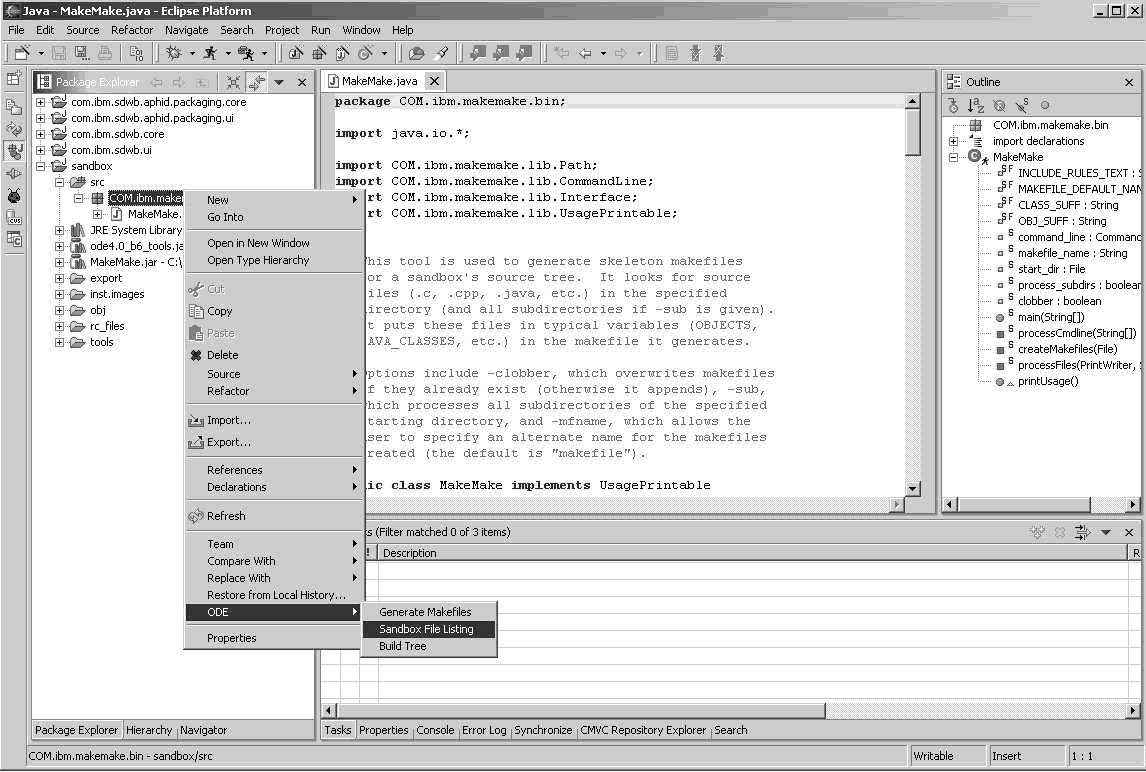 Java - MakeMake.java - Eclipse Platform
File Edit Source Refactor Navigate Search Project Run Window Help
Package Explorer
com.ibm.sdwb.aphid.packaging.core
com.ibm.sdwb.aphid.packaging.ui
com.ibm.sdwb.core
com.ibm.sdwb.ui
sandbox
src
COM.ibm.make
MakeMake.
JRE System Library
ode4.0_b6_tools.ja
MakeMake.jar - C:\
export
inst.images
obj
rc_files
tools
New
Go Into
Open in New Window
Open Type Hierarchy
Cut
Copy
Paste
Delete
Source
Refactor
Import...
Export...
References
Declarations
Refresh
Team
Compare With
Replace With
Restore from Local History...
ODE
Properties
Generate Makefiles
Sandbox File Listing
Build Tree
MakeMake.java
package COM.ibm.makemake.bin;
import java.io.*;
import COM.ibm.makemake.lib.Path;
import COM.ibm.makemake.lib.CommandLine;
rt COM.ibm.makemake.lib.Interface;
rt COM.ibm.makemake.lib.UsagePrintable;
his tool is used to generate skeleton makefiles
or a sandbox's source tree. It looks for source
iles (.c, .cpp, .java, etc.) in the specified
irectory (and all subdirectories if -sub is given).
t puts these files in typical variables (OBJECTS,
AVA_CLASSES, etc.) in the makefile it generates.
ptions include -clobber, which overwrites makefiles
f they already exist (otherwise it appends), -sub,
hich processes all subdirectories of the specified
tarting directory, and -mfname, which allows the
ser to specify an alternate name for the makefiles
reated (the default is "makefile").
ic class MakeMake implements UsagePrintable
Outline
COM.ibm.makemake.bin
import declarations
MakeMake
INCLUDE_RULES_TEXT : S
MAKEFILE_DEFAULT_NAM
CLASS_SUFF : String
OBJ_SUFF : String
command_line : Comman
makefile_name : String
start_dir : File
process_subdirs : boolean
clobber : boolean
main(String[])
processCmdline(String[])
createMakefiles(File)
processFiles(PrintWriter, S
printUsage()
ks (Filter matched 0 of 3 items)
! Description R
Package Explorer Hierarchy Navigator
Tasks Properties Console Error Log Synchronize CMVC Repository Explorer Search
COM.ibm.makemake.bin - sandbox/src
Writable Insert 1 : 1